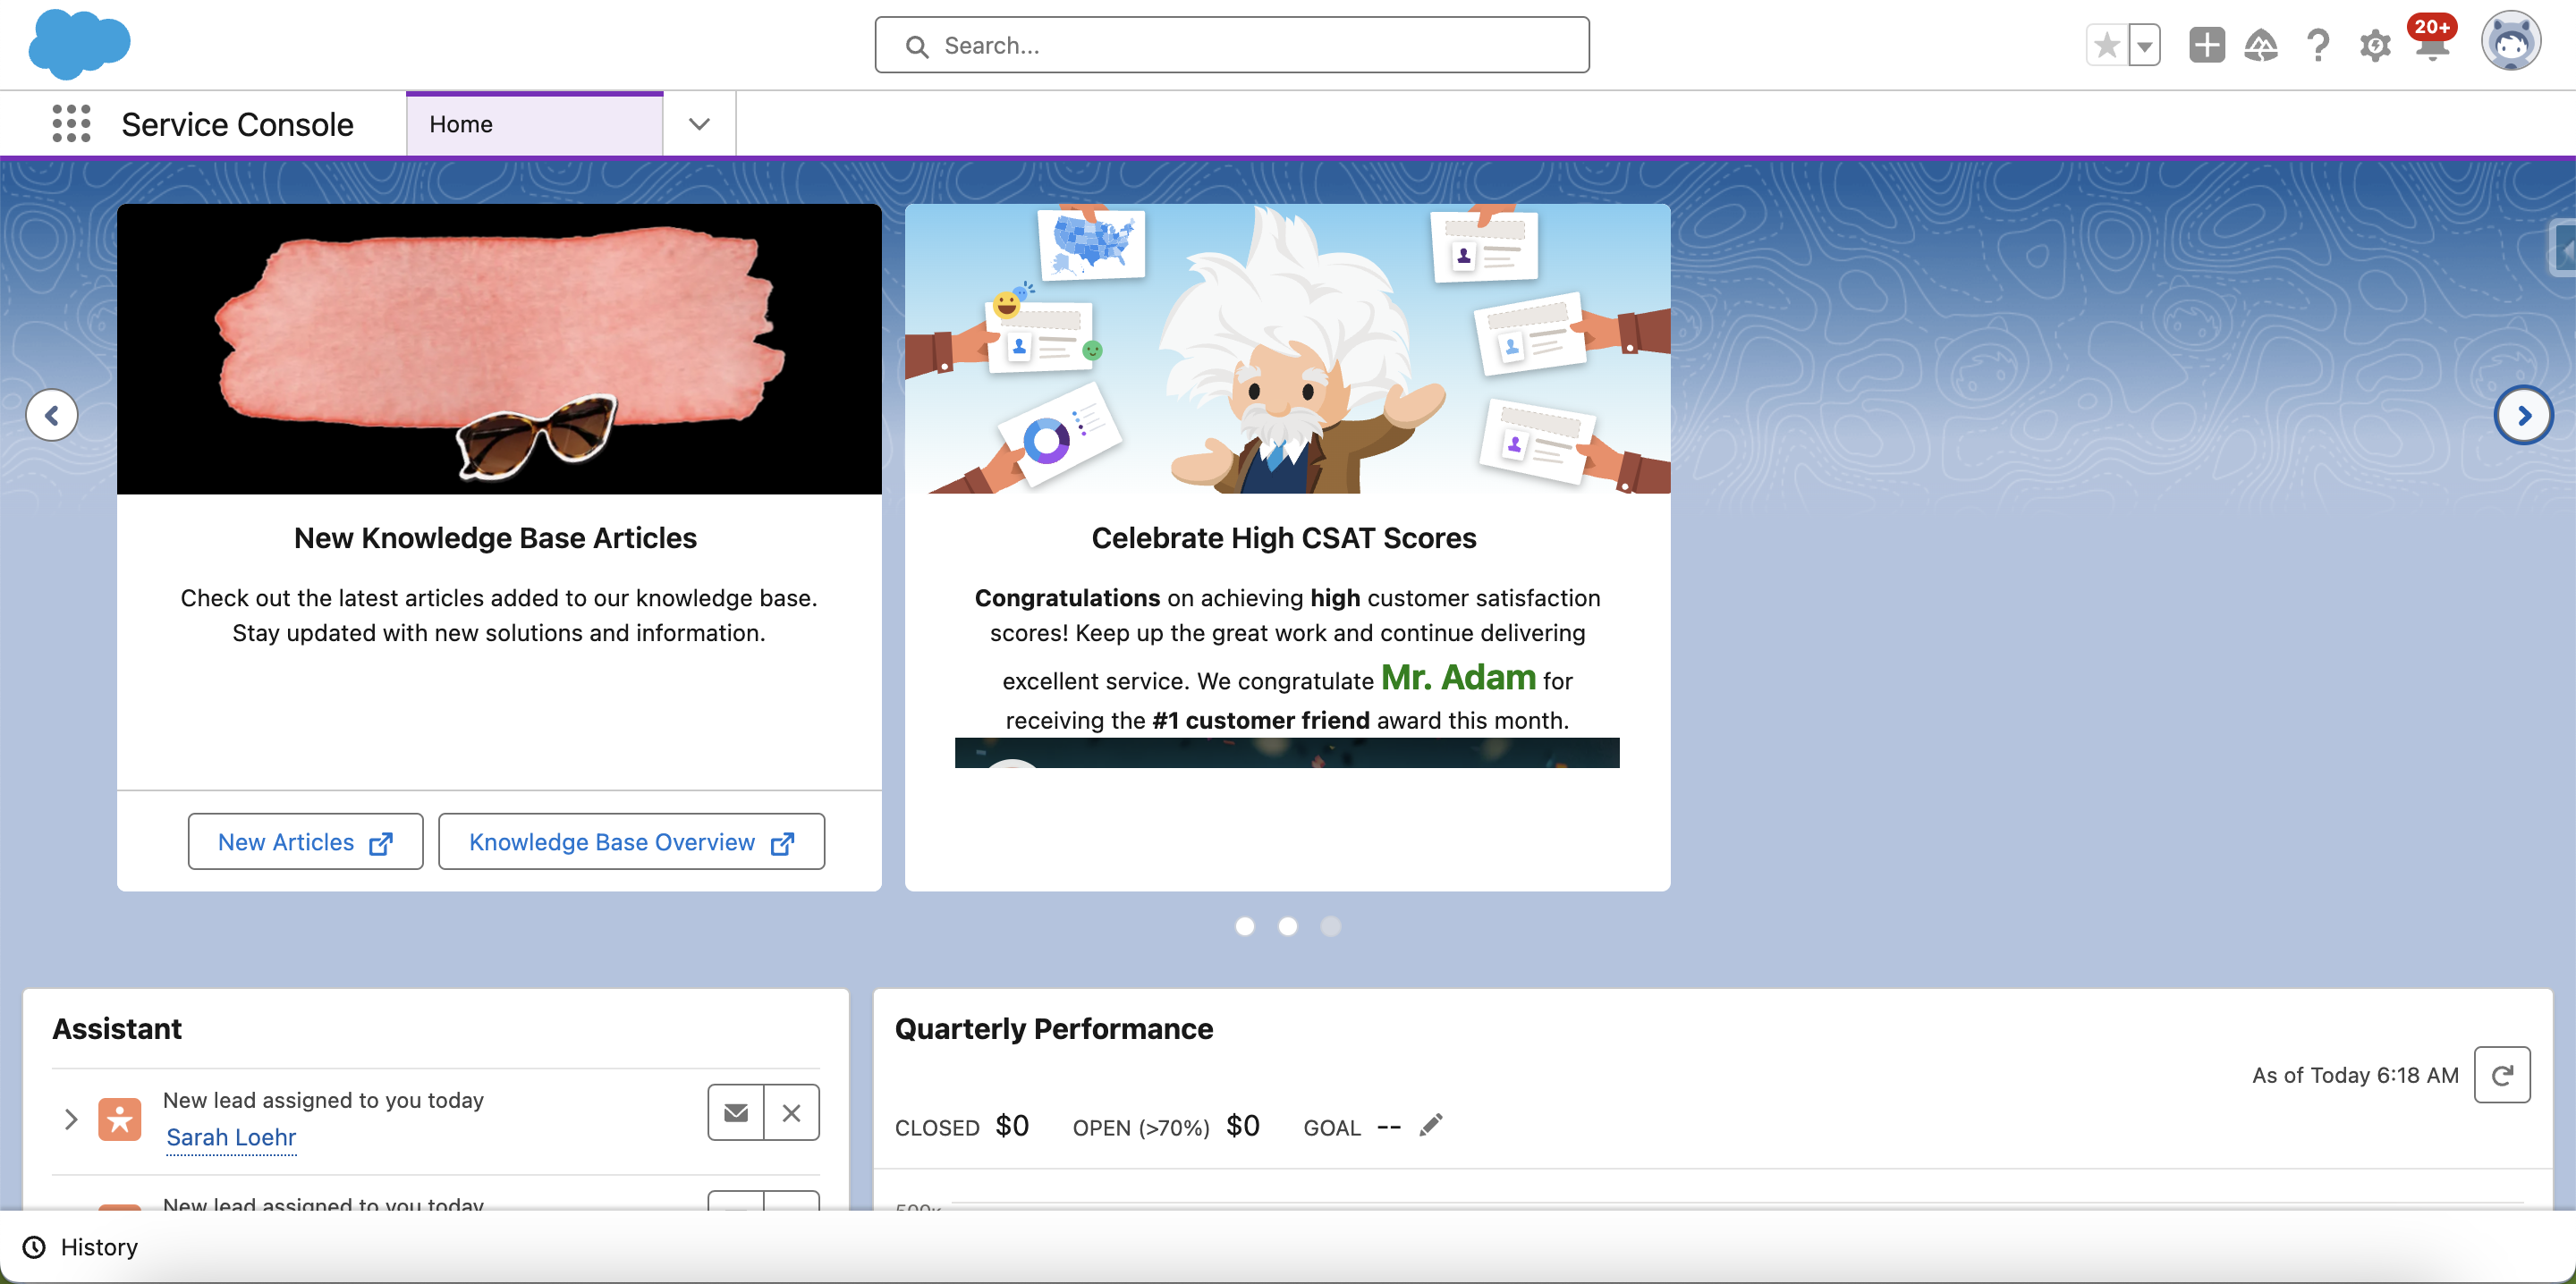 Search...
20+
Service Console
Home
New Knowledge Base Articles
Check out the latest articles added to our knowledge base.
Stay updated with new solutions and information.
New Articles
Knowledge Base Overview
Celebrate High CSAT Scores
Congratulations on achieving high customer satisfaction
scores! Keep up the great work and continue delivering
excellent service. We congratulate Mr. Adam for
receiving the #1 customer friend award this month.
Assistant
New lead assigned to you today
Sarah Loehr
New lead assigned to you today
Quarterly Performance
As of Today 6:18 AM
CLOSED $0 OPEN (>70%) $0 GOAL --
500k
History